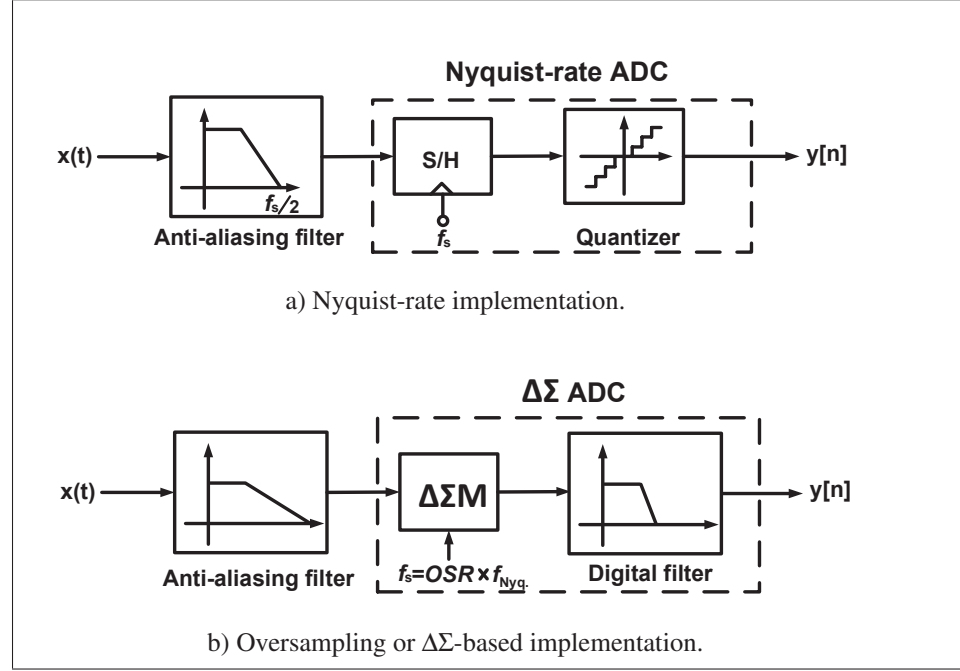 Nyquist-rate ADC
x(t)
S/H
y[n]
fs/2
fs
Anti-aliasing filter
Quantizer
a) Nyquist-rate implementation.
ΔΣ ADC
x(t)
ΔΣM
y[n]
fs=OSR×fNyq.
Anti-aliasing filter
Digital filter
b) Oversampling or ΔΣ-based implementation.